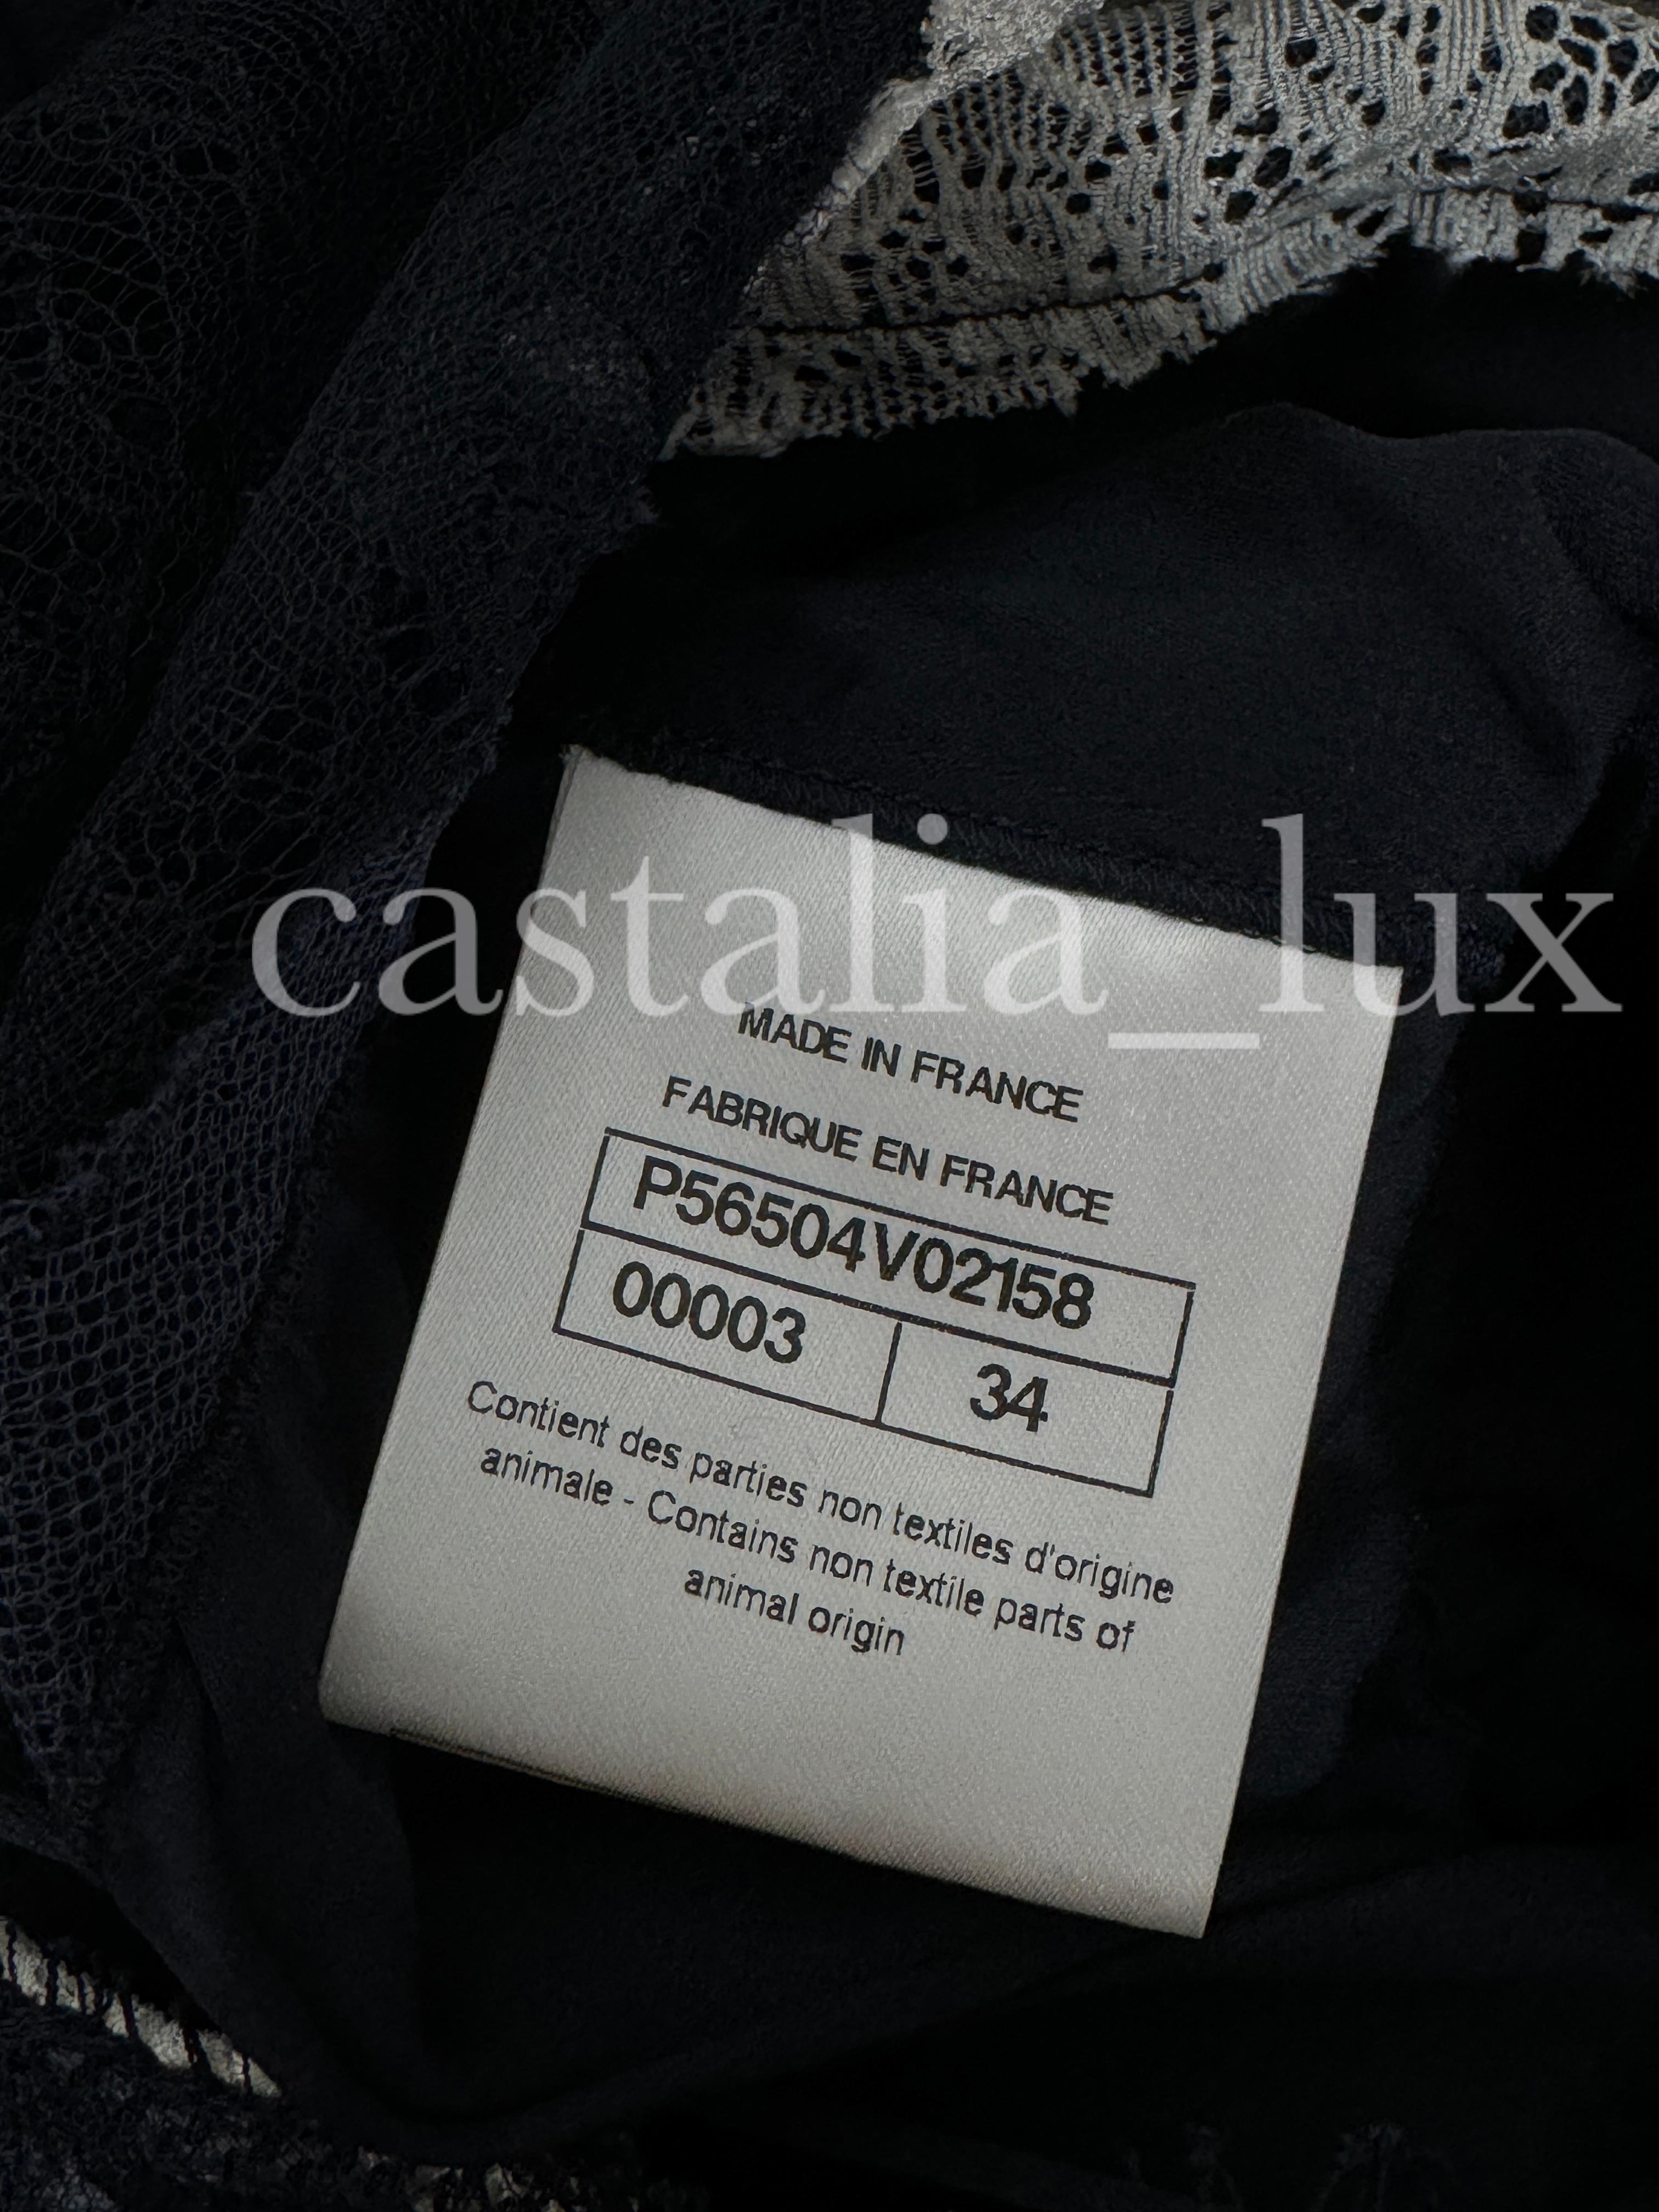 castalia_lux
MADE IN FRANCE
FABRIQUE EN FRANCE
P56504V02158
00003 34
Contient des parties non textiles d'origine
animale - Contains non textile parts of
animal origin